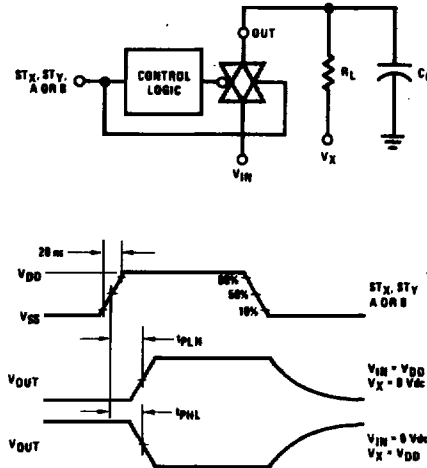 OUT
STX, STY,
A OR B
CONTROL
LOGIC
RL
C
VIN
VX
20 ns
VDD
VSS
90%
50%
10%
STX, STY
A OR B
tPLH
VOUT
VIN = VDD
VX = 0 Vdc
tPHL
VOUT
VIN = 0 Vdc
VX = VDD